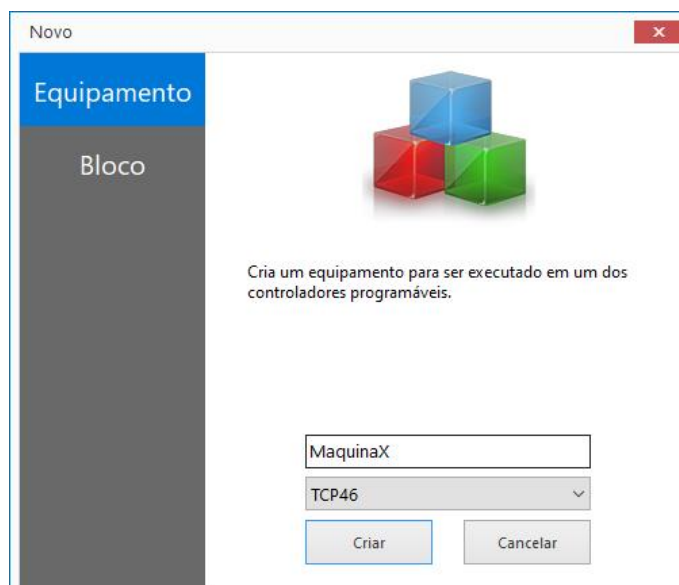 Novo
Equipamento
Bloco
Cria um equipamento para ser executado em um dos
controladores programáveis.
MaquinaX
TCP46
Criar
Cancelar